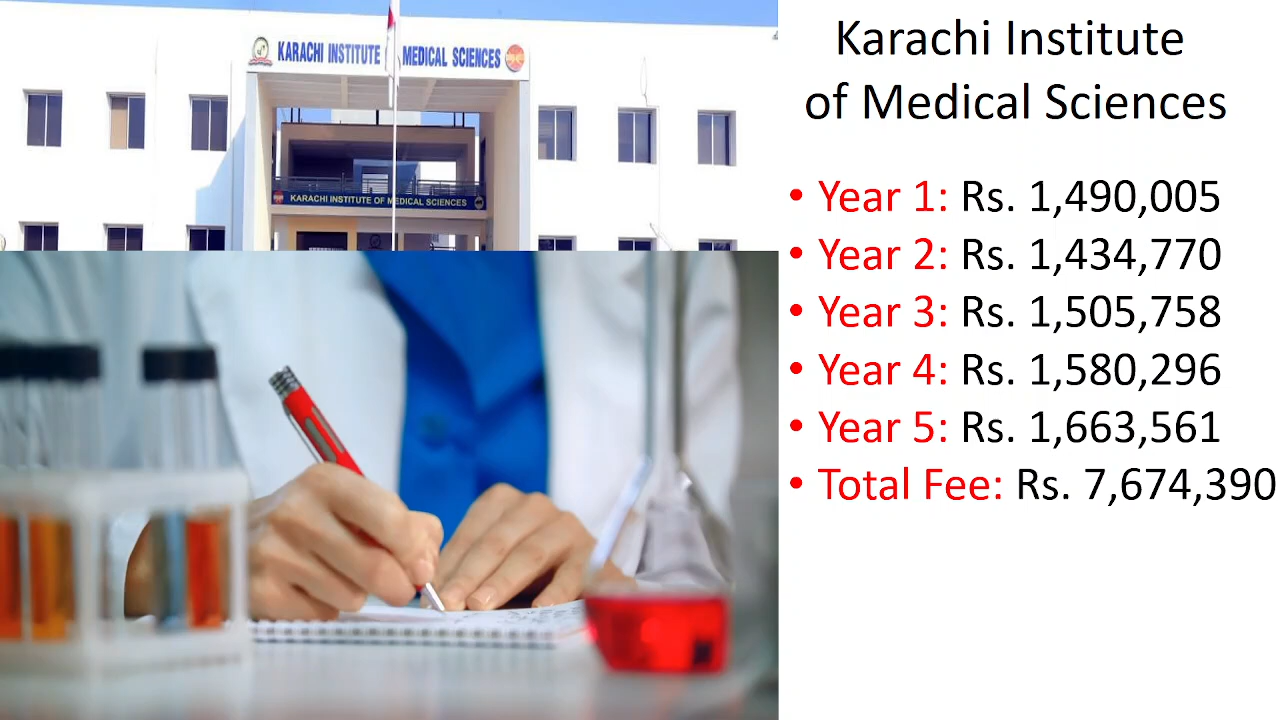 KARACHI INSTITUTE OF MEDICAL SCIENCES
KARACHI INSTITUTE OF MEDICAL SCIENCES
Karachi Institute
of Medical Sciences
• Year 1: Rs. 1,490,005
• Year 2: Rs. 1,434,770
• Year 3: Rs. 1,505,758
• Year 4: Rs. 1,580,296
• Year 5: Rs. 1,663,561
• Total Fee: Rs. 7,674,390